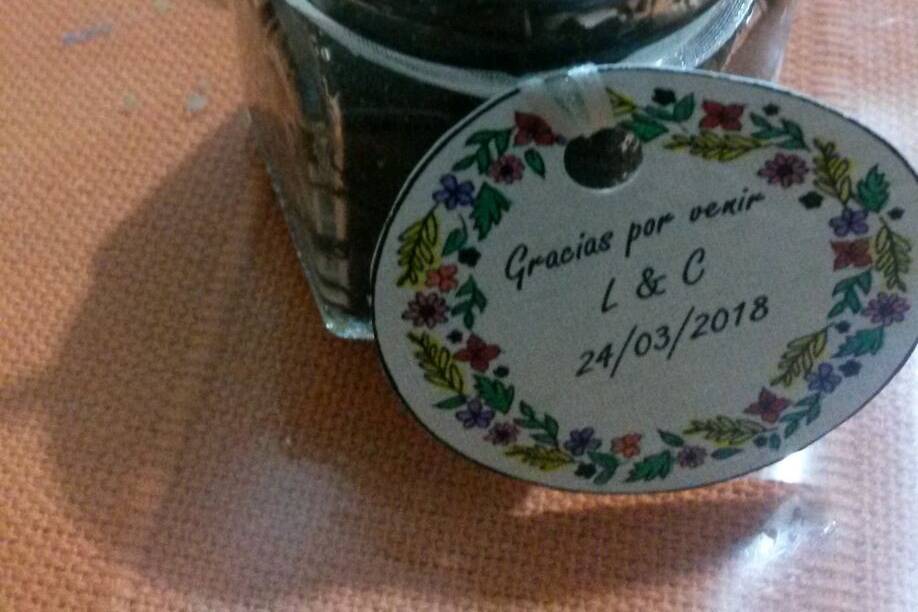 Gracias por venir
L & C
24/03/2018